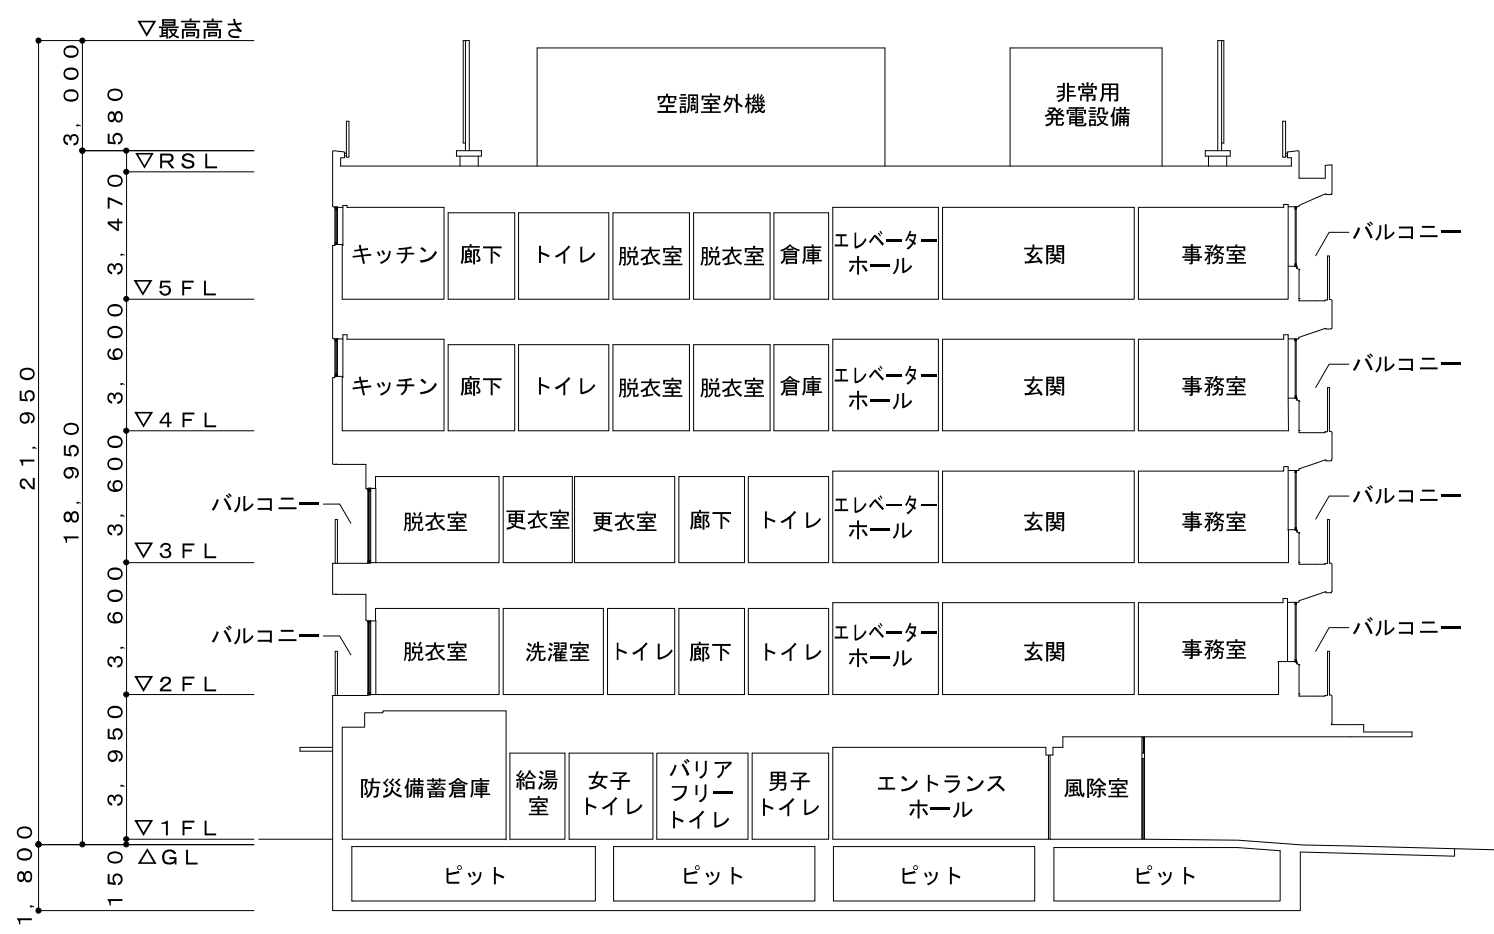 ▽最高高さ
3,000
580
空調室外機
非常用
発電設備
▽RSL
3,470
キッチン
廊下
トイレ
脱衣室
脱衣室
倉庫
エレベーター
ホール
玄関
事務室
バルコニー
▽5FL
3,600
キッチン
廊下
トイレ
脱衣室
脱衣室
倉庫
エレベーター
ホール
玄関
事務室
バルコニー
▽4FL
21,950
18,950
3,600
バルコニー
脱衣室
更衣室
更衣室
廊下
トイレ
エレベーター
ホール
玄関
事務室
バルコニー
▽3FL
3,600
バルコニー
脱衣室
洗濯室
トイレ
廊下
トイレ
エレベーター
ホール
玄関
事務室
バルコニー
▽2FL
3,950
防災備蓄倉庫
給湯
室
女子
トイレ
バリア
フリー
トイレ
男子
トイレ
エントランス
ホール
風除室
▽1FL
△GL
1,800
150
ピット
ピット
ピット
ピット